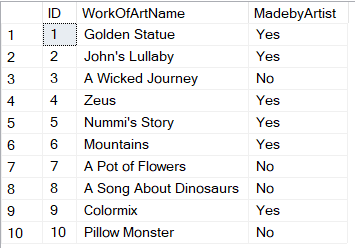 ID WorkOfArtName MadebyArtist
1 1 Golden Statue Yes
2 2 John's Lullaby Yes
3 3 A Wicked Journey No
4 4 Zeus Yes
5 5 Nummi's Story Yes
6 6 Mountains Yes
7 7 A Pot of Flowers No
8 8 A Song About Dinosaurs No
9 9 Colormix Yes
10 10 Pillow Monster No